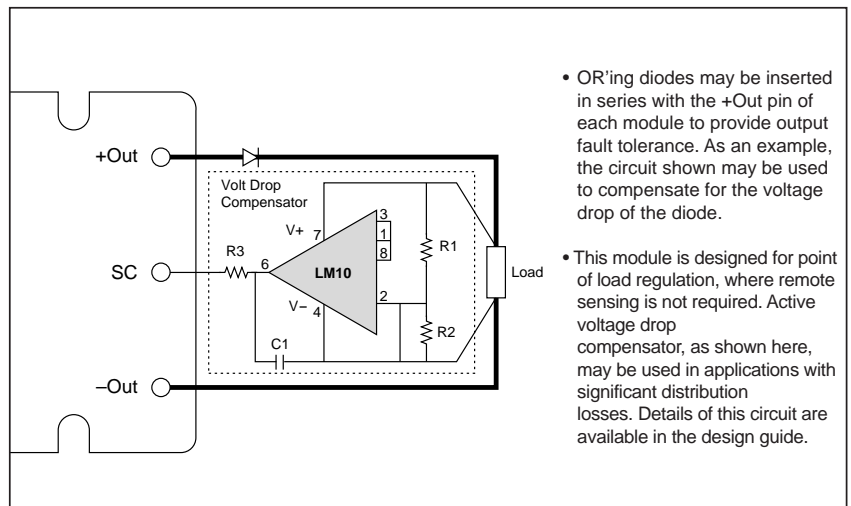 +Out
SC
–Out
Volt Drop
Compensator
V+
7
3
1
8
R3
6
LM10
R1
2
V–
4
R2
C1
Load
• OR'ing diodes may be inserted
in series with the +Out pin of
each module to provide output
fault tolerance. As an example,
the circuit shown may be used
to compensate for the voltage
drop of the diode.
• This module is designed for point
of load regulation, where remote
sensing is not required. Active
voltage drop
compensator, as shown here,
may be used in applications with
significant distribution
losses. Details of this circuit are
available in the design guide.